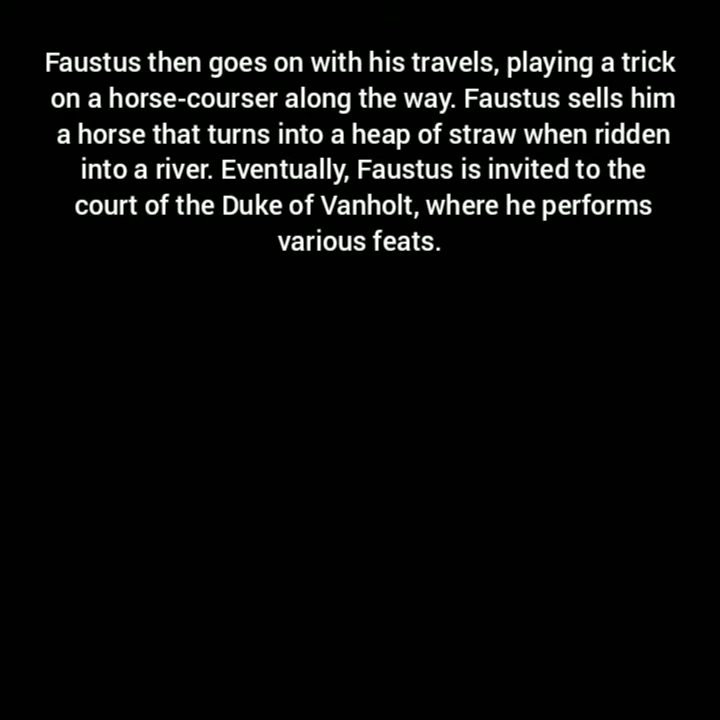 Faustus then goes on with his travels, playing a trick
on a horse-courser along the way. Faustus sells him
a horse that turns into a heap of straw when ridden
into a river. Eventually, Faustus is invited to the
court of the Duke of Vanholt, where he performs
various feats.